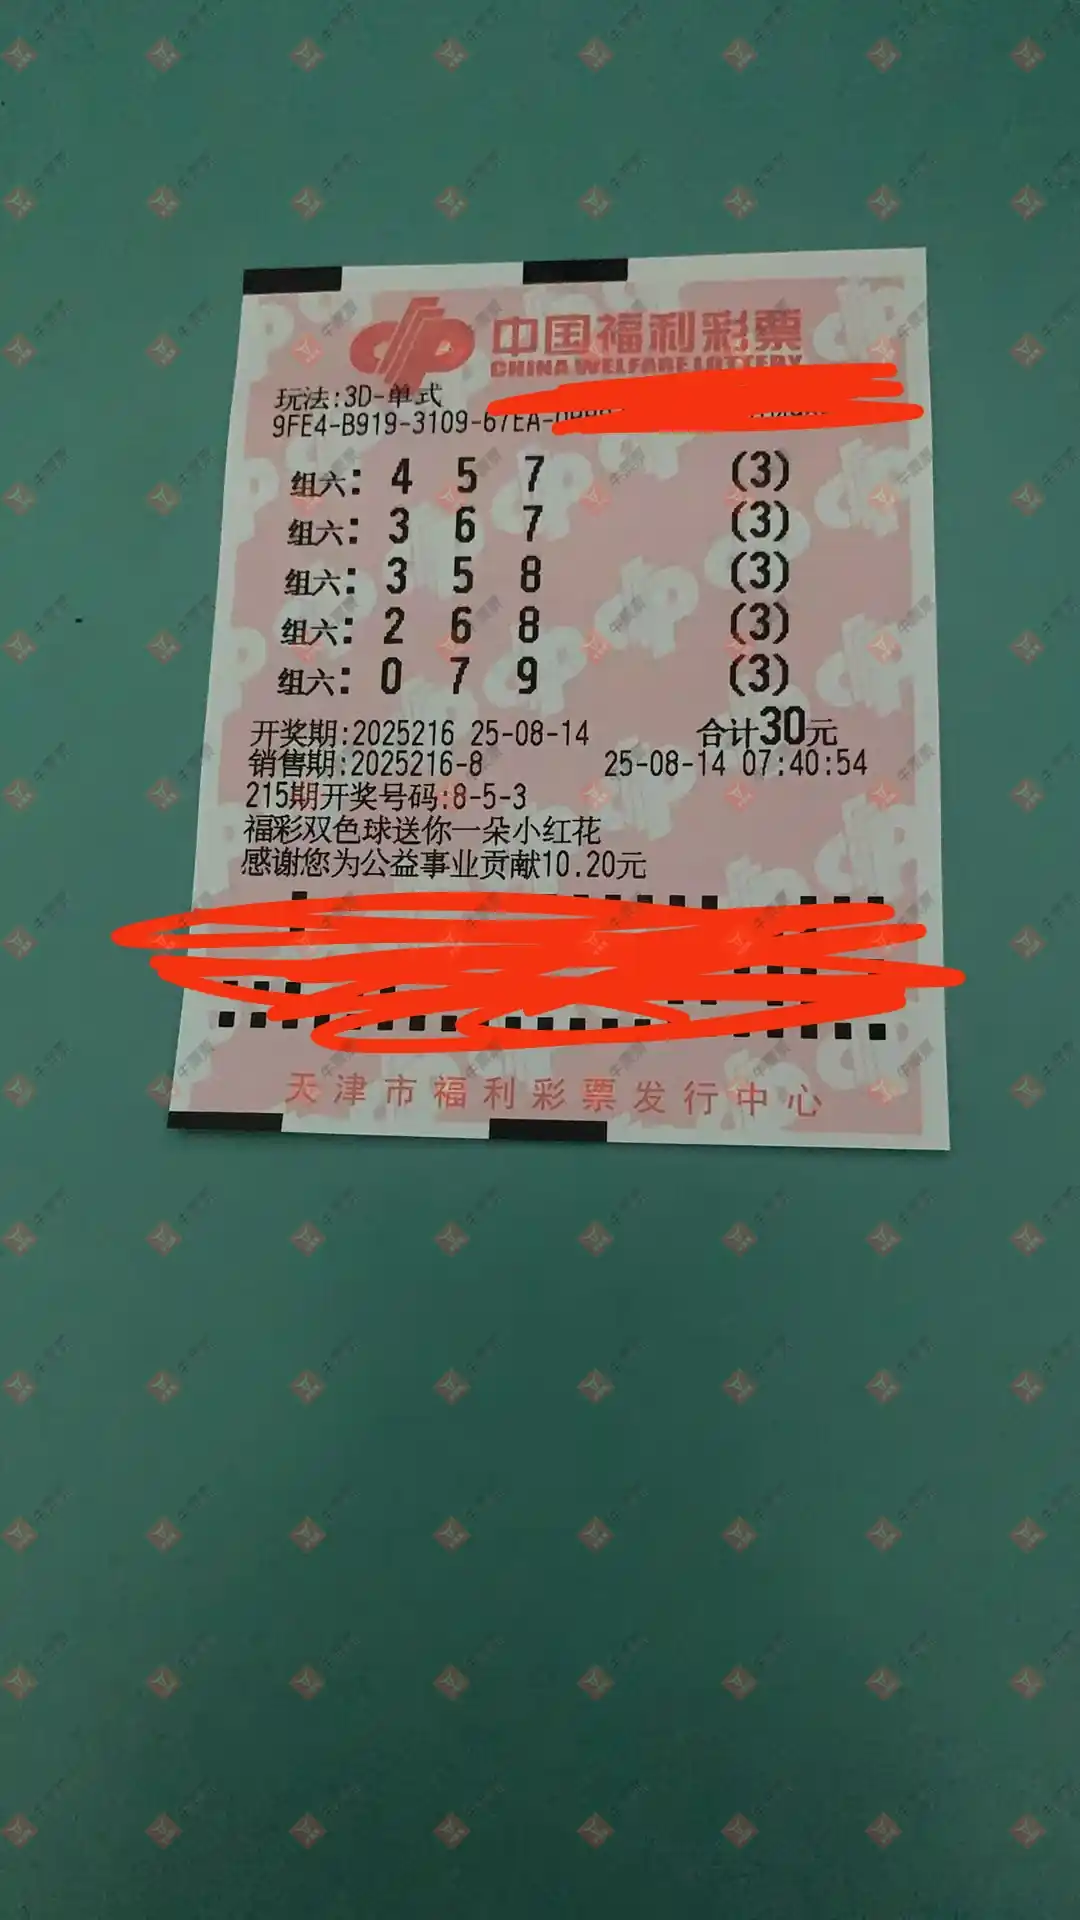 中国福利彩票
CHINA WELFARE LOTTERY
玩法:3D-单式
9FE4-B919-3109-67EA-
组六: 4 5 7 (3)
组六: 3 6 7 (3)
组六: 3 5 8 (3)
组六: 2 6 8 (3)
组六: 0 7 9 (3)
开奖期:2025216 25-08-14 合计30元
销售期:2025216-8 25-08-14 07:40:54
215期开奖号码:8-5-3
福彩双色球送你一朵小红花
感谢您为公益事业贡献10.20元
天津市福利彩票发行中心